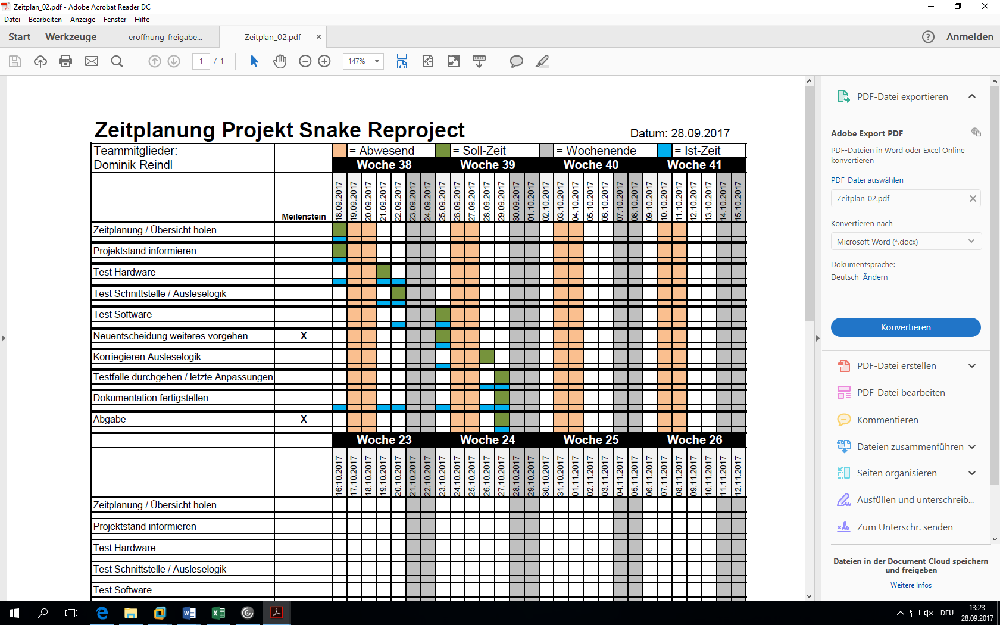 Zeitplan_02.pdf - Adobe Acrobat Reader DC
Datei Bearbeiten Anzeige Fenster Hilfe
Start Werkzeuge eröffnung-freigabe... Zeitplan_02.pdf × ? Anmelden
1 / 1 147%
Zeitplanung Projekt Snake Reproject Datum: 28.09.2017
Teammitglieder: = Abwesend = Soll-Zeit = Wochenende = Ist-Zeit
Dominik Reindl Woche 38 Woche 39 Woche 40 Woche 41
Meilenstein 18.09.2017 19.09.2017 20.09.2017 21.09.2017 22.09.2017 23.09.2017 24.09.2017 25.09.2017 26.09.2017 27.09.2017 28.09.2017 29.09.2017 30.09.2017 01.10.2017 02.10.2017 03.10.2017 04.10.2017 05.10.2017 06.10.2017 07.10.2017 08.10.2017 09.10.2017 10.10.2017 11.10.2017 12.10.2017 13.10.2017 14.10.2017 15.10.2017
Zeitplanung / Übersicht holen
Projektstand informieren
Test Hardware
Test Schnittstelle / Ausleselogik
Test Software
Neuentscheidung weiteres vorgehen X
Korriegieren Ausleselogik
Testfälle durchgehen / letzte Anpassungen
Dokumentation fertigstellen
Abgabe X
Woche 23 Woche 24 Woche 25 Woche 26
16.10.2017 17.10.2017 18.10.2017 19.10.2017 20.10.2017 21.10.2017 22.10.2017 23.10.2017 24.10.2017 25.10.2017 26.10.2017 27.10.2017 28.10.2017 29.10.2017 30.10.2017 31.10.2017 01.11.2017 02.11.2017 03.11.2017 04.11.2017 05.11.2017 06.11.2017 07.11.2017 08.11.2017 09.11.2017 10.11.2017 11.11.2017 12.11.2017
Zeitplanung / Übersicht holen
Projektstand informieren
Test Hardware
Test Schnittstelle / Ausleselogik
Test Software
PDF-Datei exportieren
Adobe Export PDF
PDF-Dateien in Word oder Excel Online
konvertieren
PDF-Datei auswählen
Zeitplan_02.pdf
Konvertieren nach
Microsoft Word (*.docx)
Dokumentsprache:
Deutsch Ändern
Konvertieren
PDF-Datei erstellen
PDF-Datei bearbeiten
Kommentieren
Dateien zusammenführen
Seiten organisieren
Ausfüllen und unterschreib...
Zum Unterschr. senden
Dateien in der Document Cloud speichern
und freigeben
Weitere Infos
DEU 13:23
28.09.2017